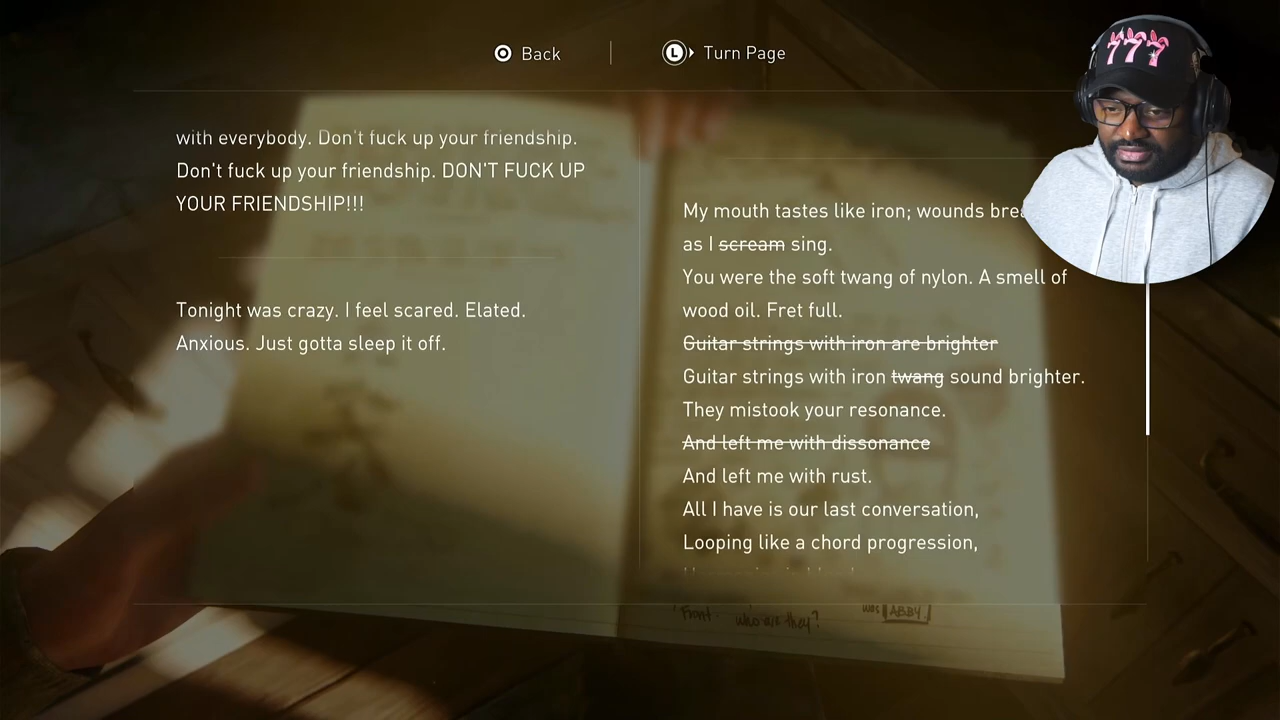 Back
Turn Page
777
with everybody. Don't fuck up your friendship.
Don't fuck up your friendship. DON'T FUCK UP
YOUR FRIENDSHIP!!!
Tonight was crazy. I feel scared. Elated.
Anxious. Just gotta sleep it off.
My mouth tastes like iron; wounds
as I scream sing.
You were the soft twang of nylon. A smell of
wood oil. Fret full.
Guitar strings with iron are brighter
Guitar strings with iron twang sound brighter.
They mistook your resonance.
And left me with dissonance
And left me with rust.
All I have is our last conversation,
Looping like a chord progression,
who are they?
ABBY